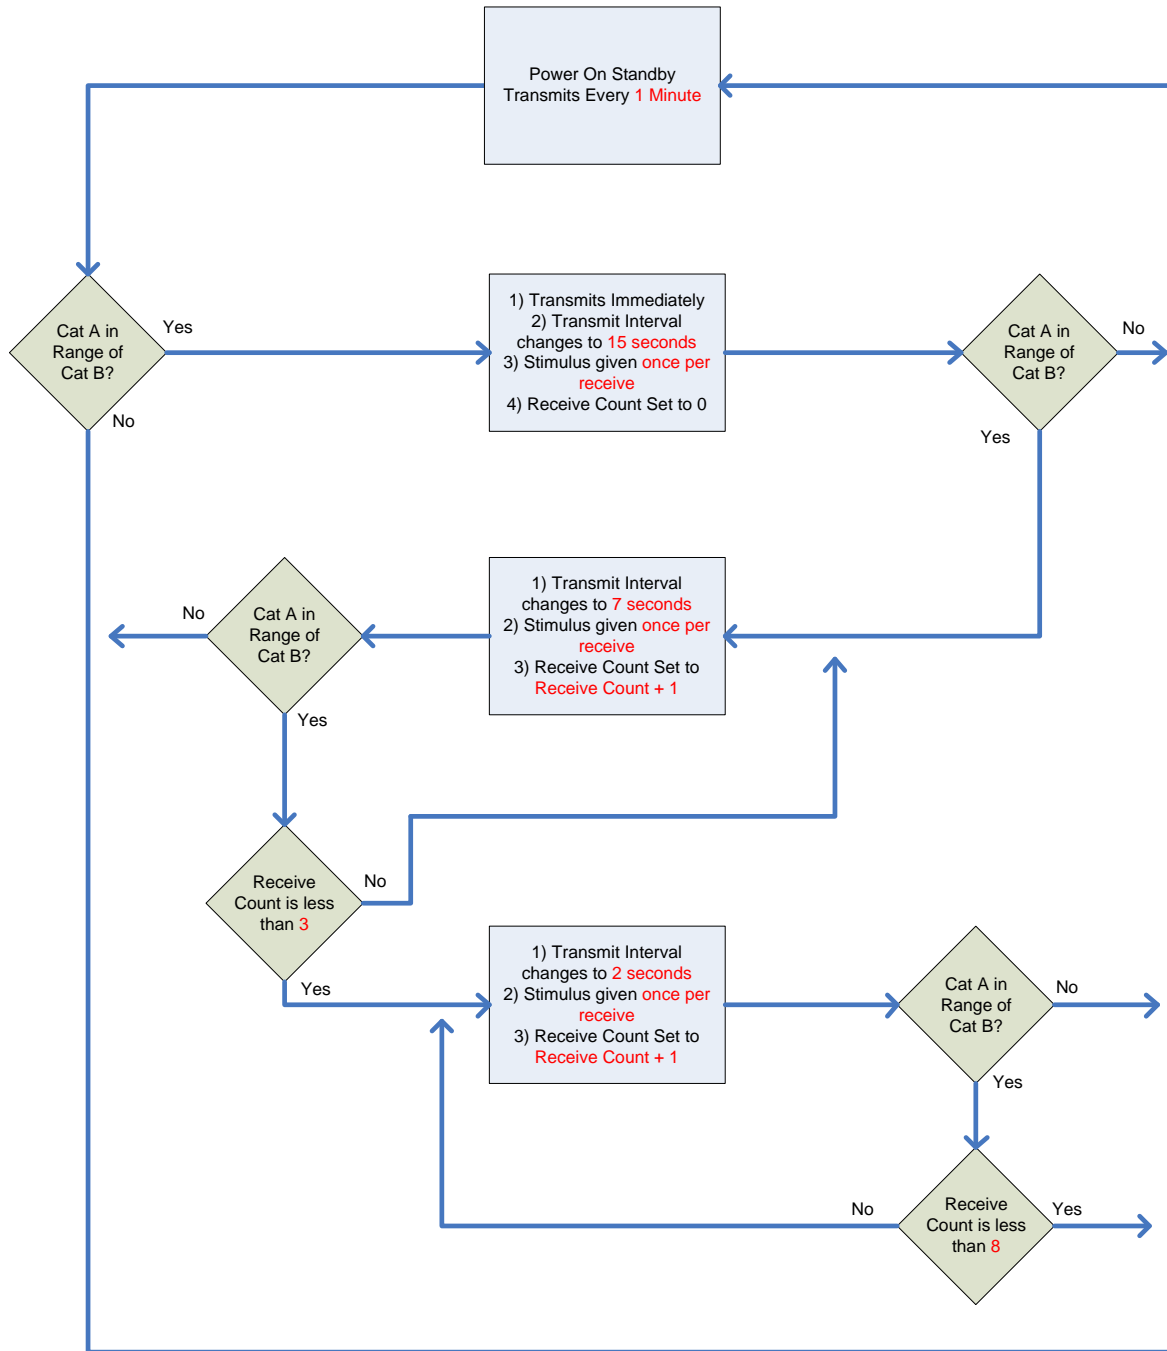 Power On Standby
Transmits Every 1 Minute
Cat A in
Range of
Cat B?
Yes
No
1) Transmits Immediately
2) Transmit Interval
changes to 15 seconds
3) Stimulus given once per
receive
4) Receive Count Set to 0
Cat A in
Range of
Cat B?
No
Yes
1) Transmit Interval
changes to 7 seconds
2) Stimulus given once per
receive
3) Receive Count Set to
Receive Count + 1
Cat A in
Range of
Cat B?
No
Yes
Receive
Count is less
than 3
No
Yes
1) Transmit Interval
changes to 2 seconds
2) Stimulus given once per
receive
3) Receive Count Set to
Receive Count + 1
Cat A in
Range of
Cat B?
No
Yes
Receive
Count is less
than 8
No
Yes